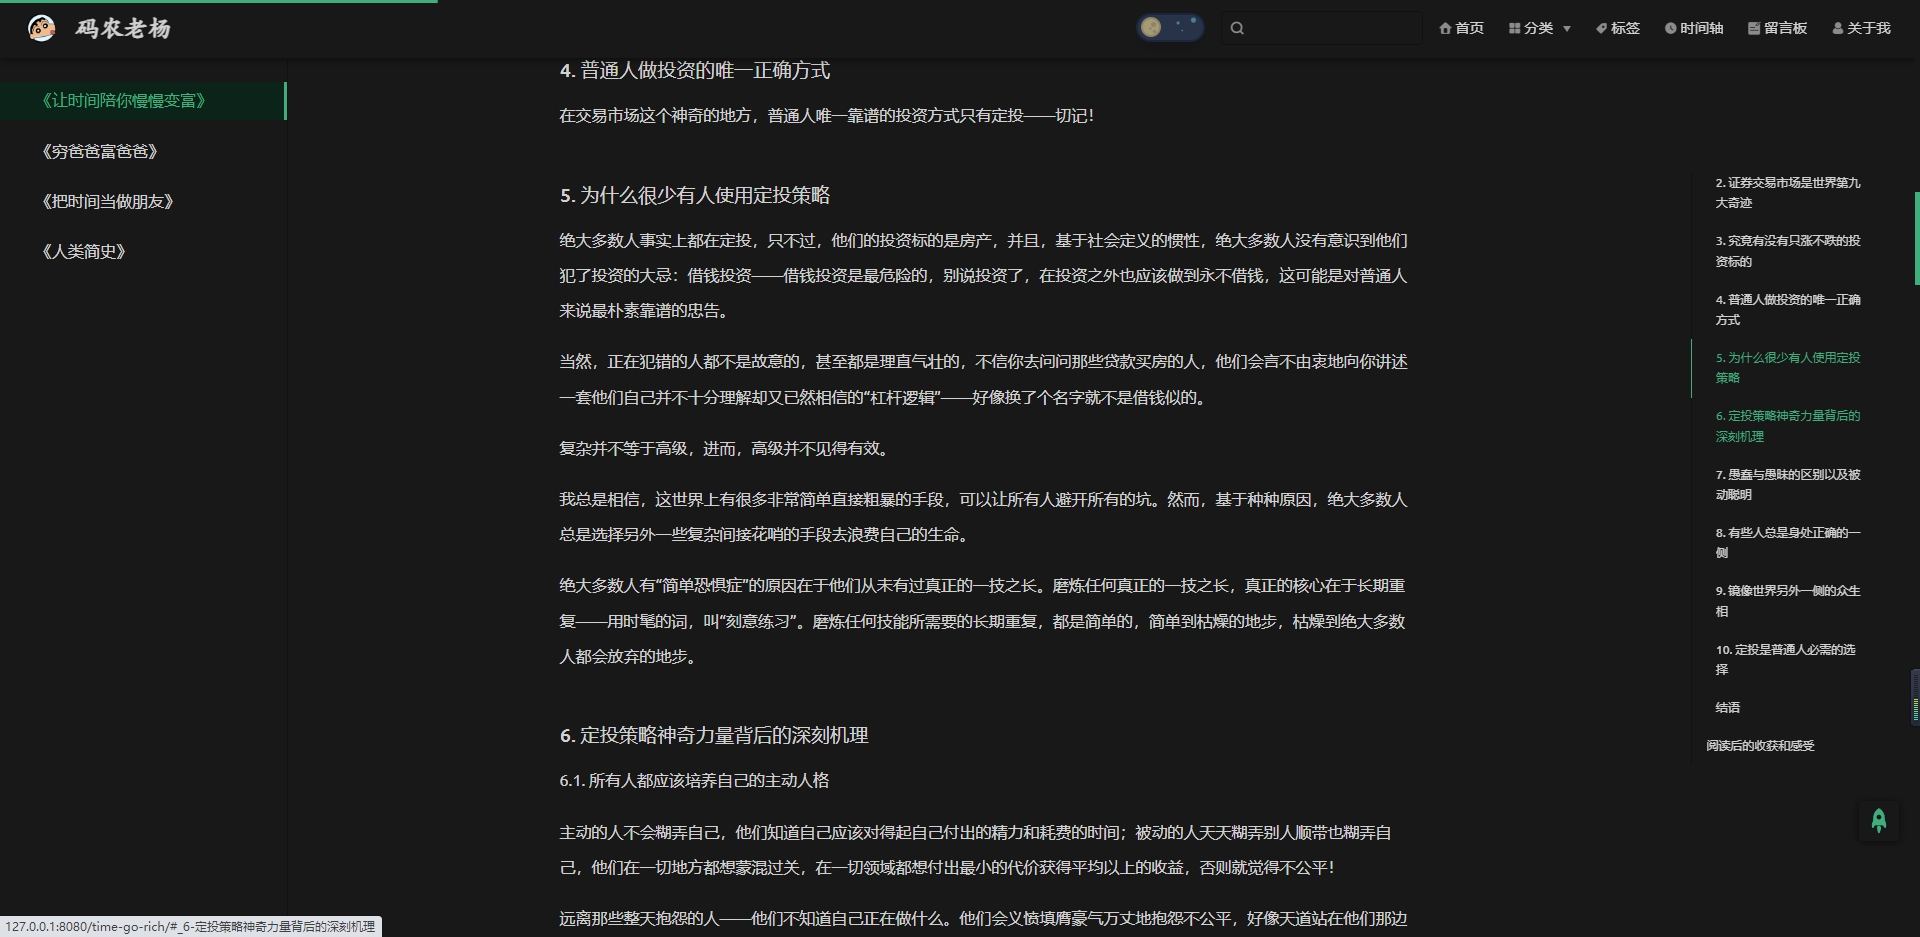 码农老杨
首页
分类
标签
时间轴
留言板
关于我
《让时间陪你慢慢变富》
《穷爸爸富爸爸》
《把时间当做朋友》
《人类简史》
4. 普通人做投资的唯一正确方式
在交易市场这个神奇的地方，普通人唯一靠谱的投资方式只有定投——切记！
5. 为什么很少有人使用定投策略
绝大多数人事实上都在定投，只不过，他们的投资标的是房产，并且，基于社会定义的惯性，绝大多数人没有意识到他们
犯了投资的大忌：借钱投资——借钱投资是最危险的，别说投资了，在投资之外也应该做到永不借钱，这可能是对普通人
来说最朴素靠谱的忠告。
当然，正在犯错的人都不是故意的，甚至都是理直气壮的，不信你去问问那些贷款买房的人，他们会言不由衷地向你讲述
一套他们自己并不十分理解却又已然相信的“杠杆逻辑”——好像换了个名字就不是借钱似的。
复杂并不等于高级，进而，高级并不见得有效。
我总是相信，这世界上有很多非常简单直接粗暴的手段，可以让所有人避开所有的坑。然而，基于种种原因，绝大多数人
总是选择另外一些复杂间接花哨的手段去浪费自己的生命。
绝大多数人有“简单恐惧症”的原因在于他们从未有过真正的一技之长。磨炼任何真正的一技之长，真正的核心在于长期重
复——用时髦的词，叫“刻意练习”。磨炼任何技能所需要的长期重复，都是简单的，简单到枯燥的地步，枯燥到绝大多数
人都会放弃的地步。
6. 定投策略神奇力量背后的深刻机理
6.1. 所有人都应该培养自己的主动人格
主动的人不会糊弄自己，他们知道自己应该对得起自己付出的精力和耗费的时间；被动的人天天糊弄别人顺带也糊弄自
己，他们在一切地方都想蒙混过关，在一切领域都想付出最小的代价获得平均以上的收益，否则就觉得不公平！
远离那些整天抱怨的人——他们不知道自己正在做什么。他们会义愤填膺豪气万丈地抱怨不公平，好像天道站在他们那边
2. 证券交易市场是世界第九
大奇迹
3. 究竟有没有只涨不跌的投
资标的
4. 普通人做投资的唯一正确
方式
5. 为什么很少有人使用定投
策略
6. 定投策略神奇力量背后的
深刻机理
7. 愚蠢与愚昧的区别以及被
动聪明
8. 有些人总是身处正确的一
侧
9. 镜像世界另外一侧的众生
相
10. 定投是普通人必需的选
择
结语
阅读后的收获和感受
127.0.0.1:8080/time-go-rich/#_6-定投策略神奇力量背后的深刻机理